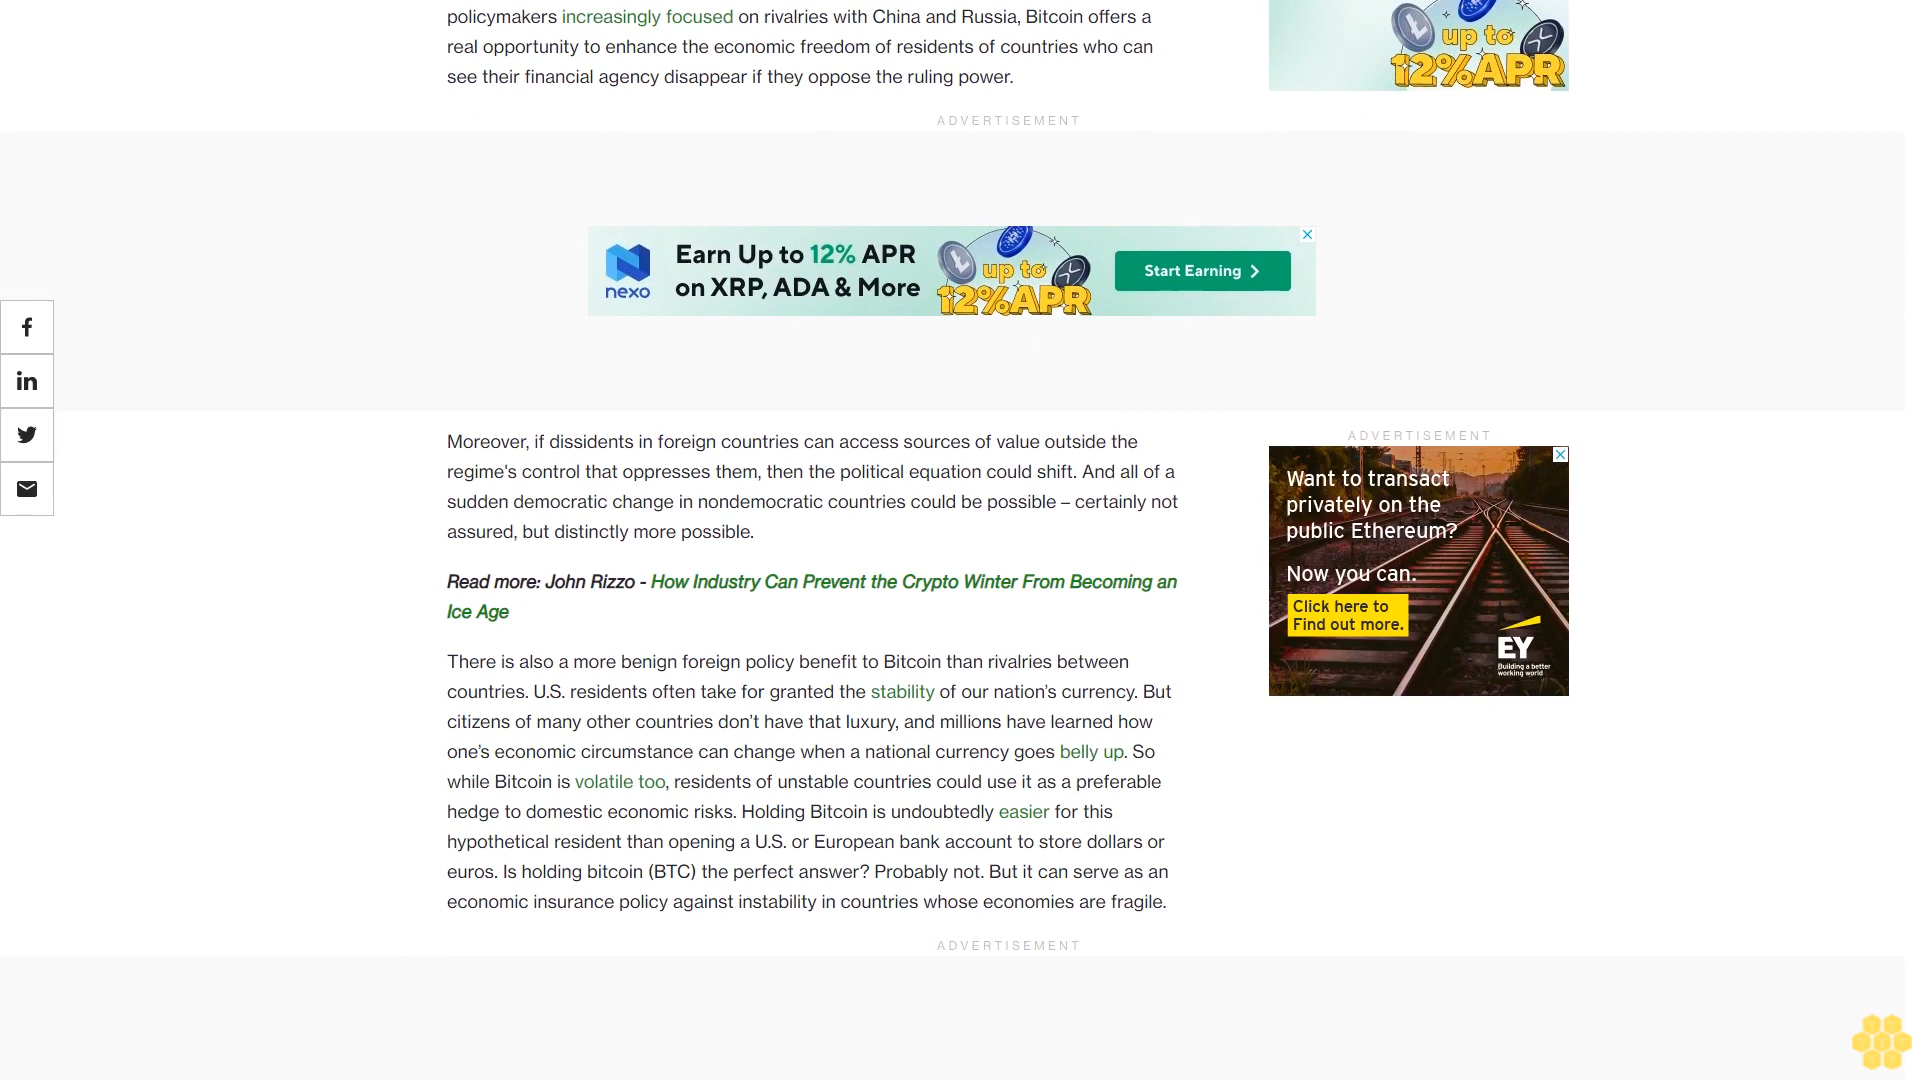 policymakers increasingly focused on rivalries with China and Russia, Bitcoin offers a
real opportunity to enhance the economic freedom of residents of countries who can
see their financial agency disappear if they oppose the ruling power.
up to
12%APR
ADVERTISEMENT
nexo
Earn Up to 12% APR
on XRP, ADA & More
up to
12%APR
Start Earning
f
in
Moreover, if dissidents in foreign countries can access sources of value outside the
regime's control that oppresses them, then the political equation could shift. And all of a
sudden democratic change in nondemocratic countries could be possible – certainly not
assured, but distinctly more possible.
Read more: John Rizzo - How Industry Can Prevent the Crypto Winter From Becoming an
Ice Age
There is also a more benign foreign policy benefit to Bitcoin than rivalries between
countries. U.S. residents often take for granted the stability of our nation’s currency. But
citizens of many other countries don’t have that luxury, and millions have learned how
one’s economic circumstance can change when a national currency goes belly up. So
while Bitcoin is volatile too, residents of unstable countries could use it as a preferable
hedge to domestic economic risks. Holding Bitcoin is undoubtedly easier for this
hypothetical resident than opening a U.S. or European bank account to store dollars or
euros. Is holding bitcoin (BTC) the perfect answer? Probably not. But it can serve as an
economic insurance policy against instability in countries whose economies are fragile.
ADVERTISEMENT
Want to transact
privately on the
public Ethereum?
Now you can.
Click here to
Find out more.
EY
Building a better
working world
ADVERTISEMENT